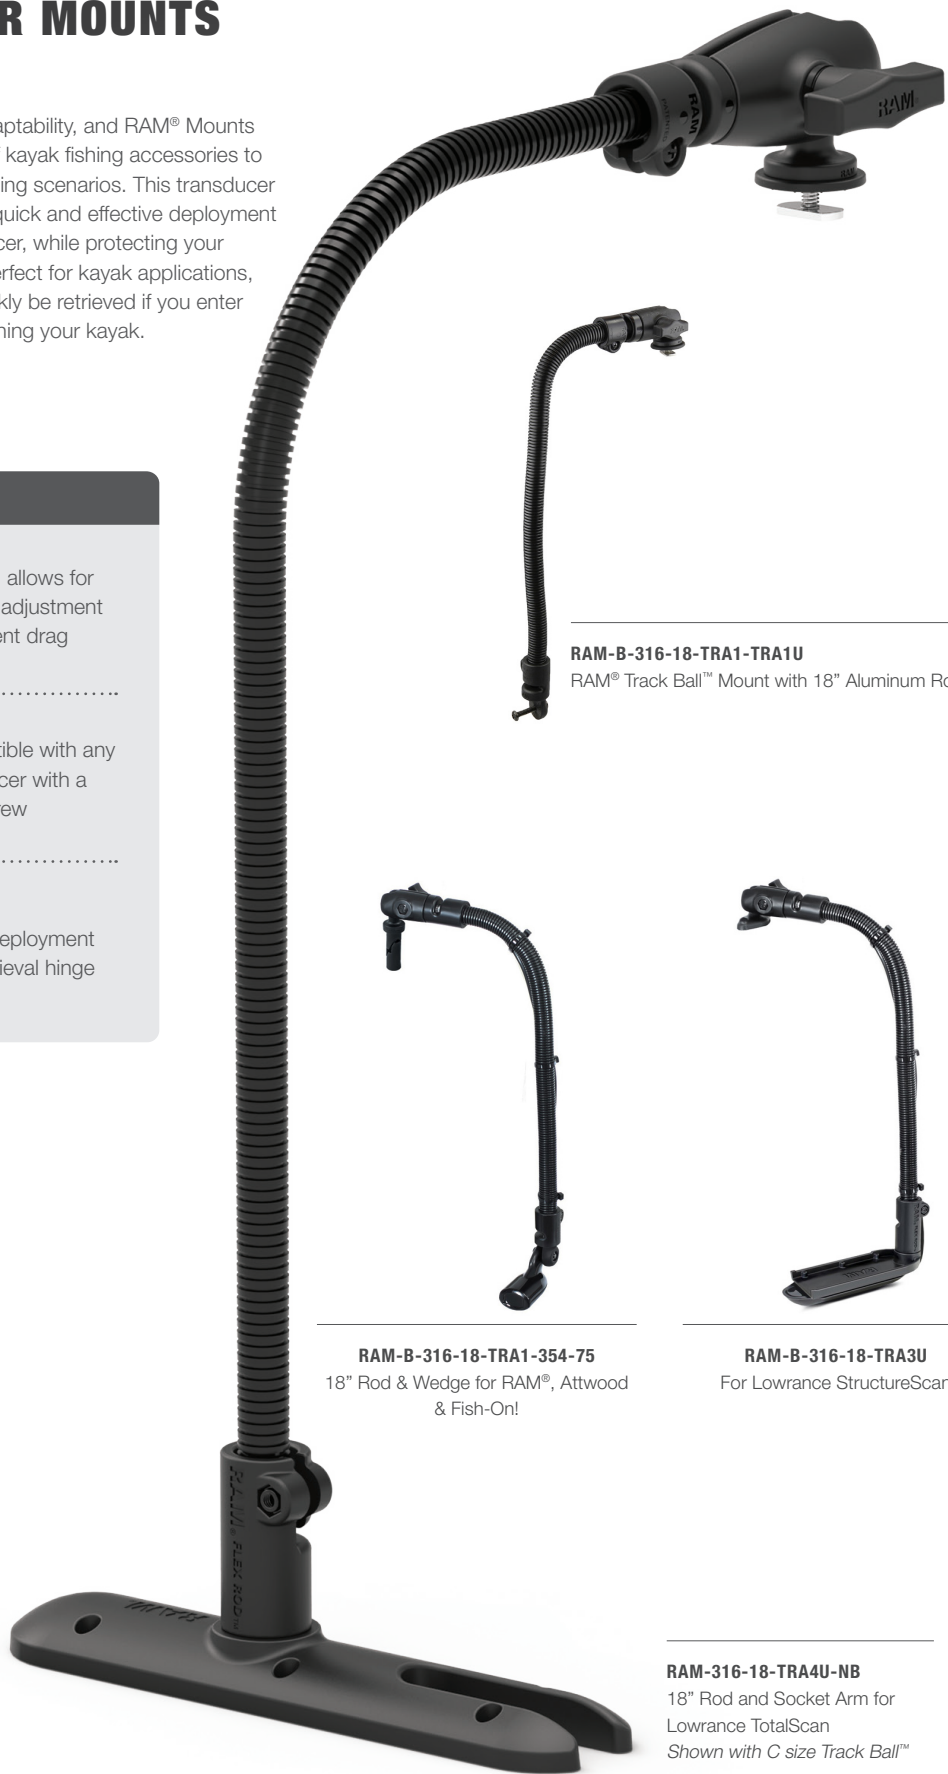 R MOUNTS
aptability, and RAM® Mounts
kayak fishing accessories to
ing scenarios. This transducer
quick and effective deployment
cer, while protecting your
erfect for kayak applications,
kly be retrieved if you enter
hing your kayak.
allows for
adjustment
ent drag
tible with any
cer with a
rew
eployment
ieval hinge
RAM
RAM
RAM-B-316-18-TRA1-TRA1U
RAM® Track Ball™ Mount with 18” Aluminum Ro
RAM-B-316-18-TRA1-354-75
18” Rod & Wedge for RAM®, Attwood
& Fish-On!
RAM-B-316-18-TRA3U
For Lowrance StructureScan
RAM® FLEX ROD™
RAM
RAM-316-18-TRA4U-NB
18” Rod and Socket Arm for
Lowrance TotalScan
Shown with C size Track Ball™